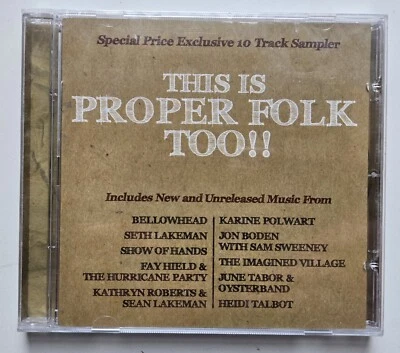 Special Price Exclusive 10 Track Sampler
THIS IS
PROPER FOLK
TOO!!
Includes New and Unreleased Music From
BELLOWHEAD
SETH LAKEMAN
SHOW OF HANDS
FAY HIELD &
THE HURRICANE PARTY
KATHRYN ROBERTS &
SEAN LAKEMAN
KARINE POLWART
JON BODEN
WITH SAM SWEENEY
THE IMAGINED VILLAGE
JUNE TABOR &
OYSTERBAND
HEIDI TALBOT